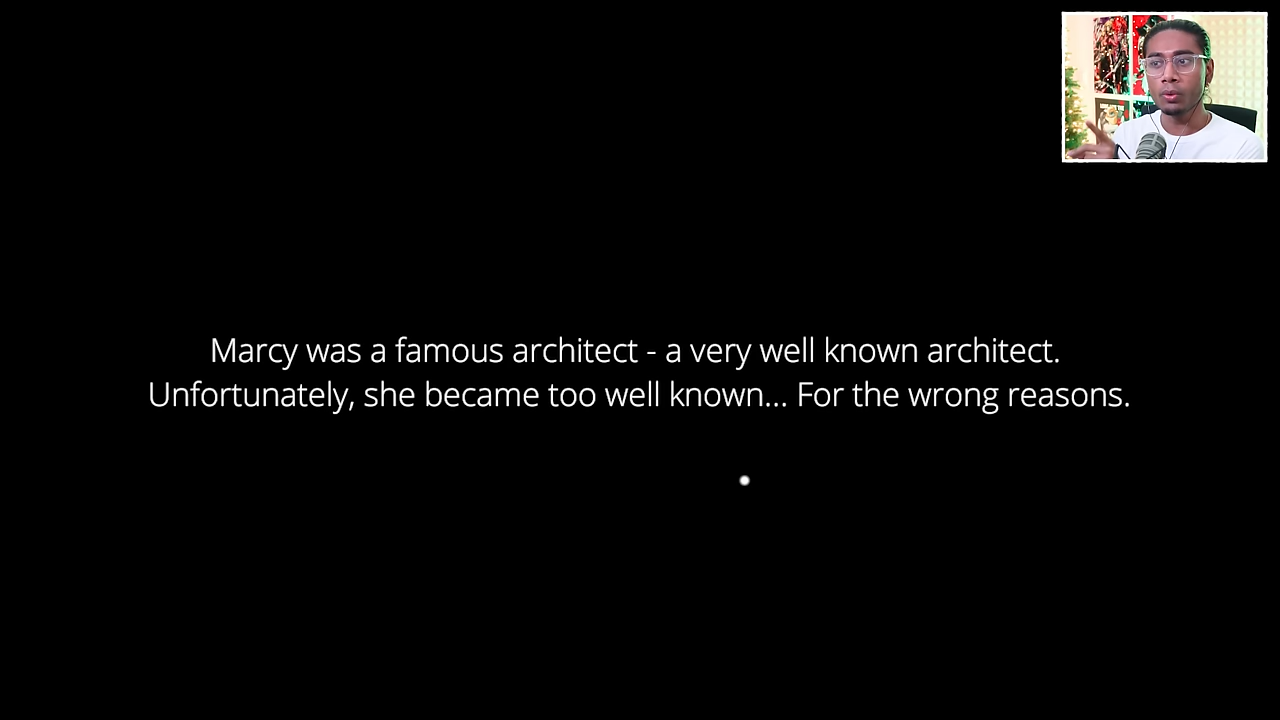 Marcy was a famous architect - a very well known architect.
Unfortunately, she became too well known... For the wrong reasons.